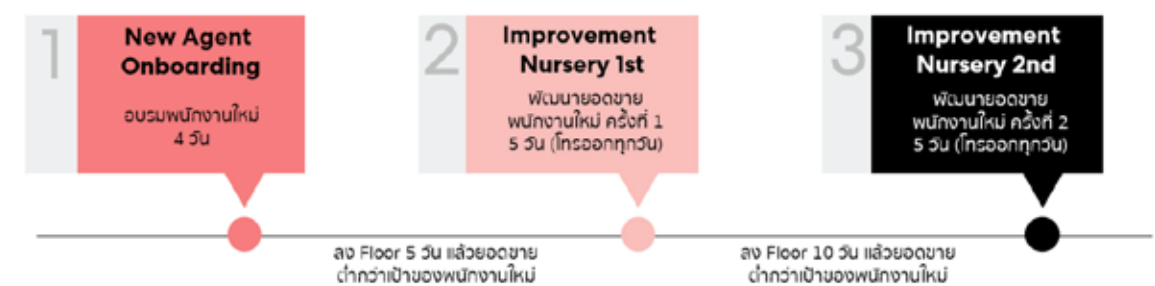 1
New Agent
Onboarding
อบรมพนักงานใหม่
4 วัน
2
Improvement
Nursery 1st
พัฒนายอดขาย
พนักงานใหม่ ครั้งที่ 1
5 วัน (โทรออกทุกวัน)
3
Improvement
Nursery 2nd
พัฒนายอดขาย
พนักงานใหม่ ครั้งที่ 2
5 วัน (โทรออกทุกวัน)
ลง Floor 5 วัน แล้วยอดขาย
ต่ำกว่าเป้าของพนักงานใหม่
ลง Floor 10 วัน แล้วยอดขาย
ต่ำกว่าเป้าของพนักงานใหม่